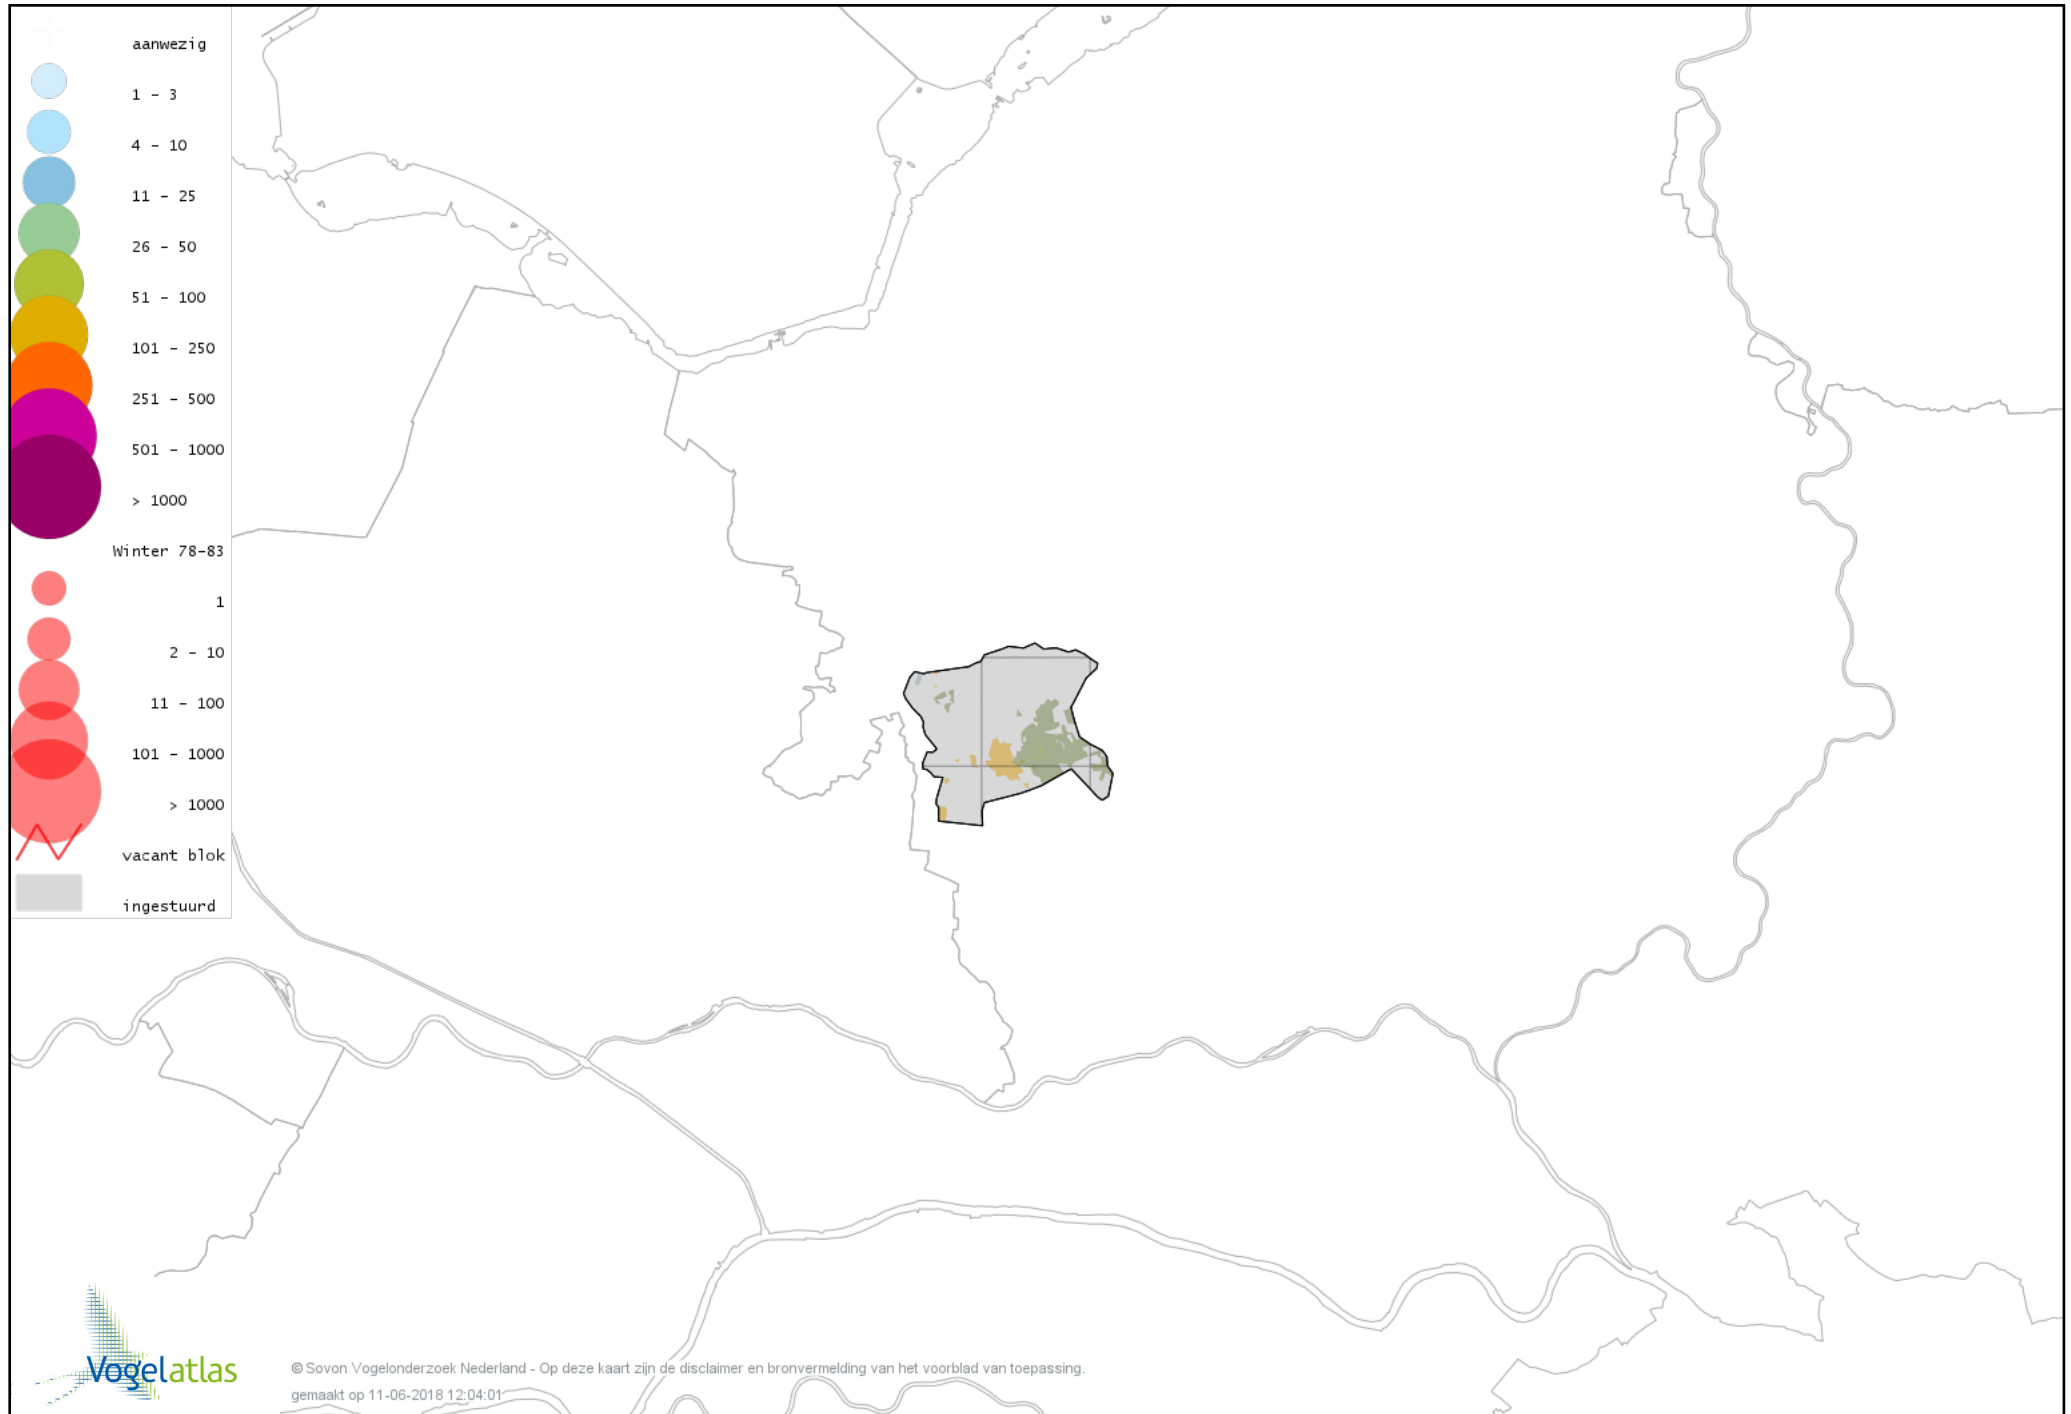 aanwezig
1 - 3
4 - 10
11 - 25
26 - 50
51 - 100
101 - 250
251 - 500
501 - 1000
> 1000
Winter 78-83
1
2 - 10
11 - 100
101 - 1000
> 1000
vacant blok
ingestuurd
Vogelatlas
© Sovon Vogelonderzoek Nederland - Op deze kaart zijn de disclaimer en bronvermelding van het voorblad van toepassing.
gemaakt op 11-06-2018 12:04:01